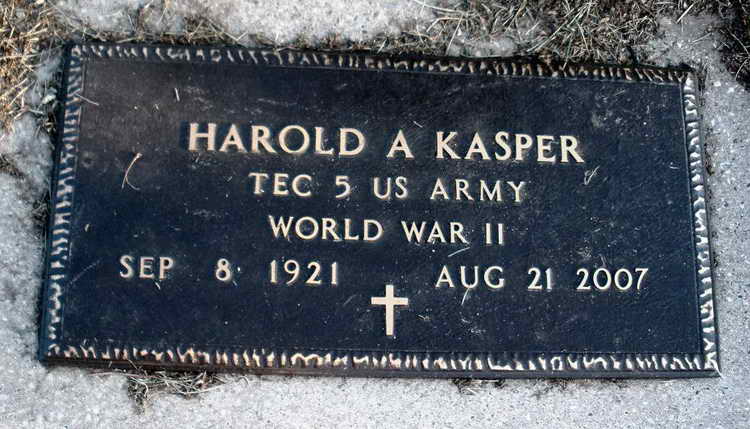 HAROLD A KASPER
TEC 5 US ARMY
WORLD WAR II
SEP 8 1921 AUG 21 2007